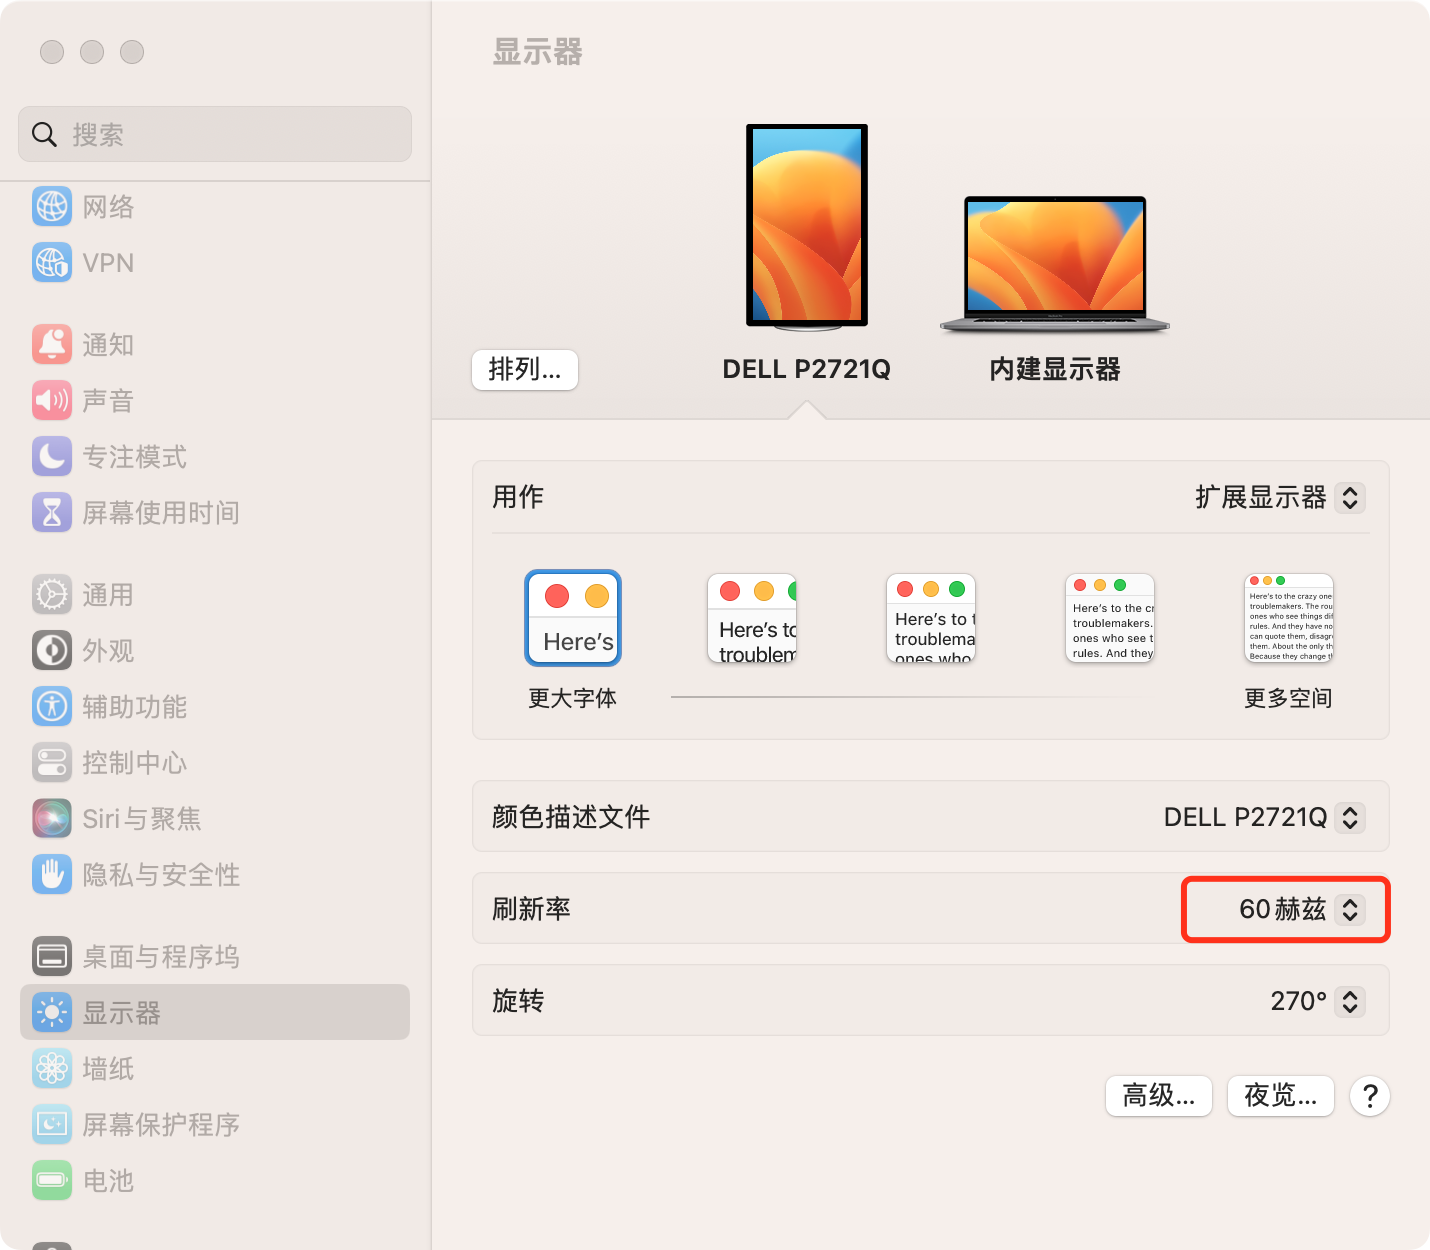 显示器
搜索
网络
VPN
通知
声音
专注模式
屏幕使用时间
通用
外观
辅助功能
控制中心
Siri与聚焦
隐私与安全性
桌面与程序坞
显示器
墙纸
屏幕保护程序
电池
排列...
DELL P2721Q
内建显示器
用作
扩展显示器
Here's
Here's to
troublem
Here's to t
troublema
ones who
Here's to the cr
troublemakers.
ones who see t
rules. And they
Here's to the crazy one
troublemakers. The rou
ones who see things dif
rules. And they have no
can quote them, disagr
them. About the only th
Because they change th
更大字体
更多空间
颜色描述文件
DELL P2721Q
刷新率
60赫兹
旋转
270°
高级...
夜览...
?